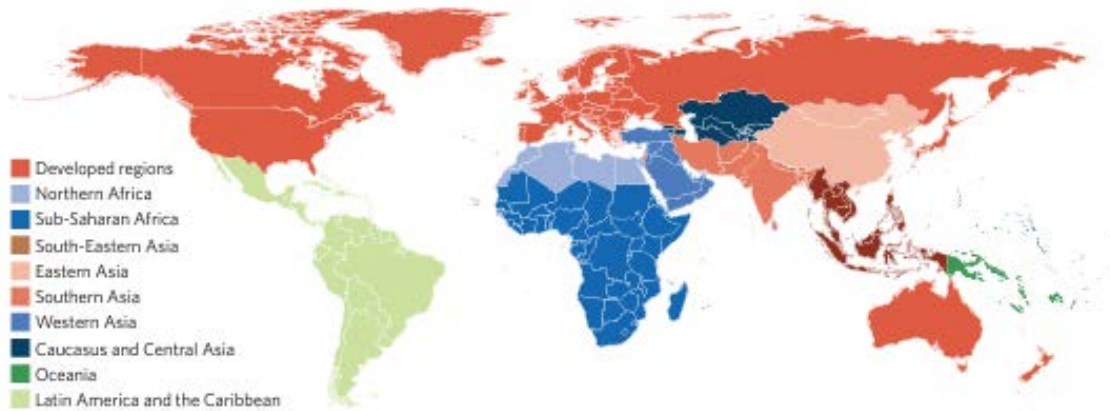 Developed regions
Northern Africa
Sub-Saharan Africa
South-Eastern Asia
Eastern Asia
Southern Asia
Western Asia
Caucasus and Central Asia
Oceania
Latin America and the Caribbean